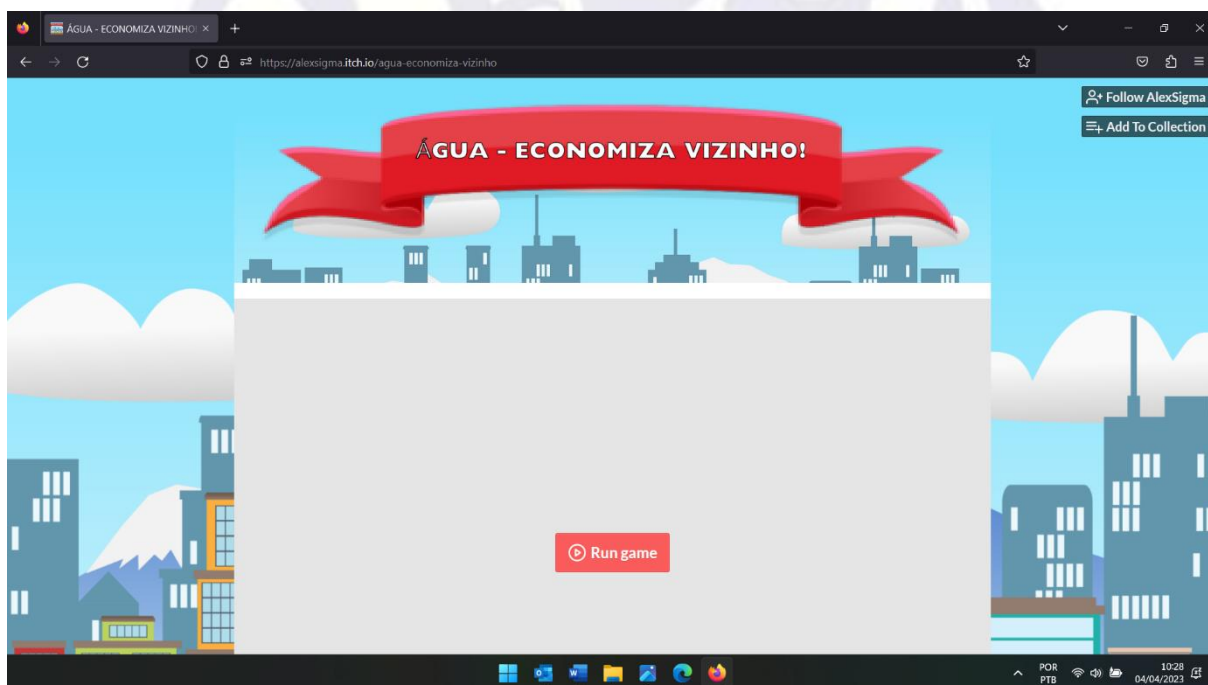 ÁGUA - ECONOMIZA VIZINHO!
https://alexsigma.itch.io/agua-economiza-vizinho
Follow AlexSigma
Add To Collection
ÁGUA - ECONOMIZA VIZINHO!
Run game
POR
PTB
10:28
04/04/2023